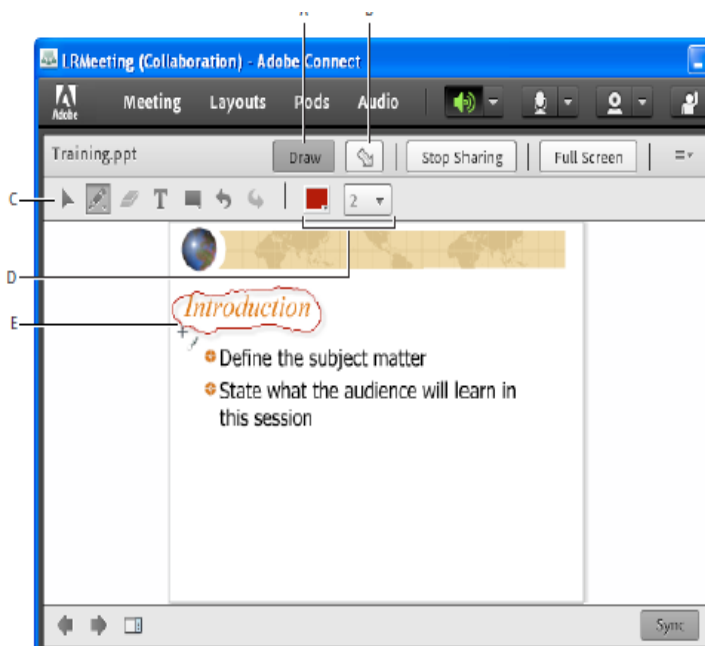 LRMeeting (Collaboration) - Adobe Connect
Adobe Meeting Layouts Pods Audio
Training.ppt Draw Stop Sharing Full Screen
C T 2
D
E Introduction
Define the subject matter
State what the audience will learn in
this session
Sync